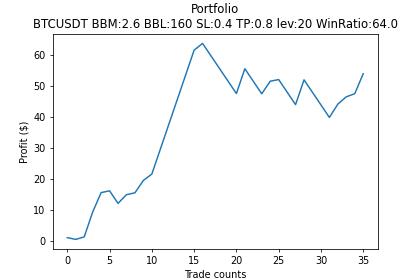 Portfolio
BTCUSDT BBM:2.6 BBL:160 SL:0.4 TP:0.8 lev:20 WinRatio:64.0
Profit ($)
60
50
40
30
20
10
0
0 5 10 15 20 25 30 35
Trade counts